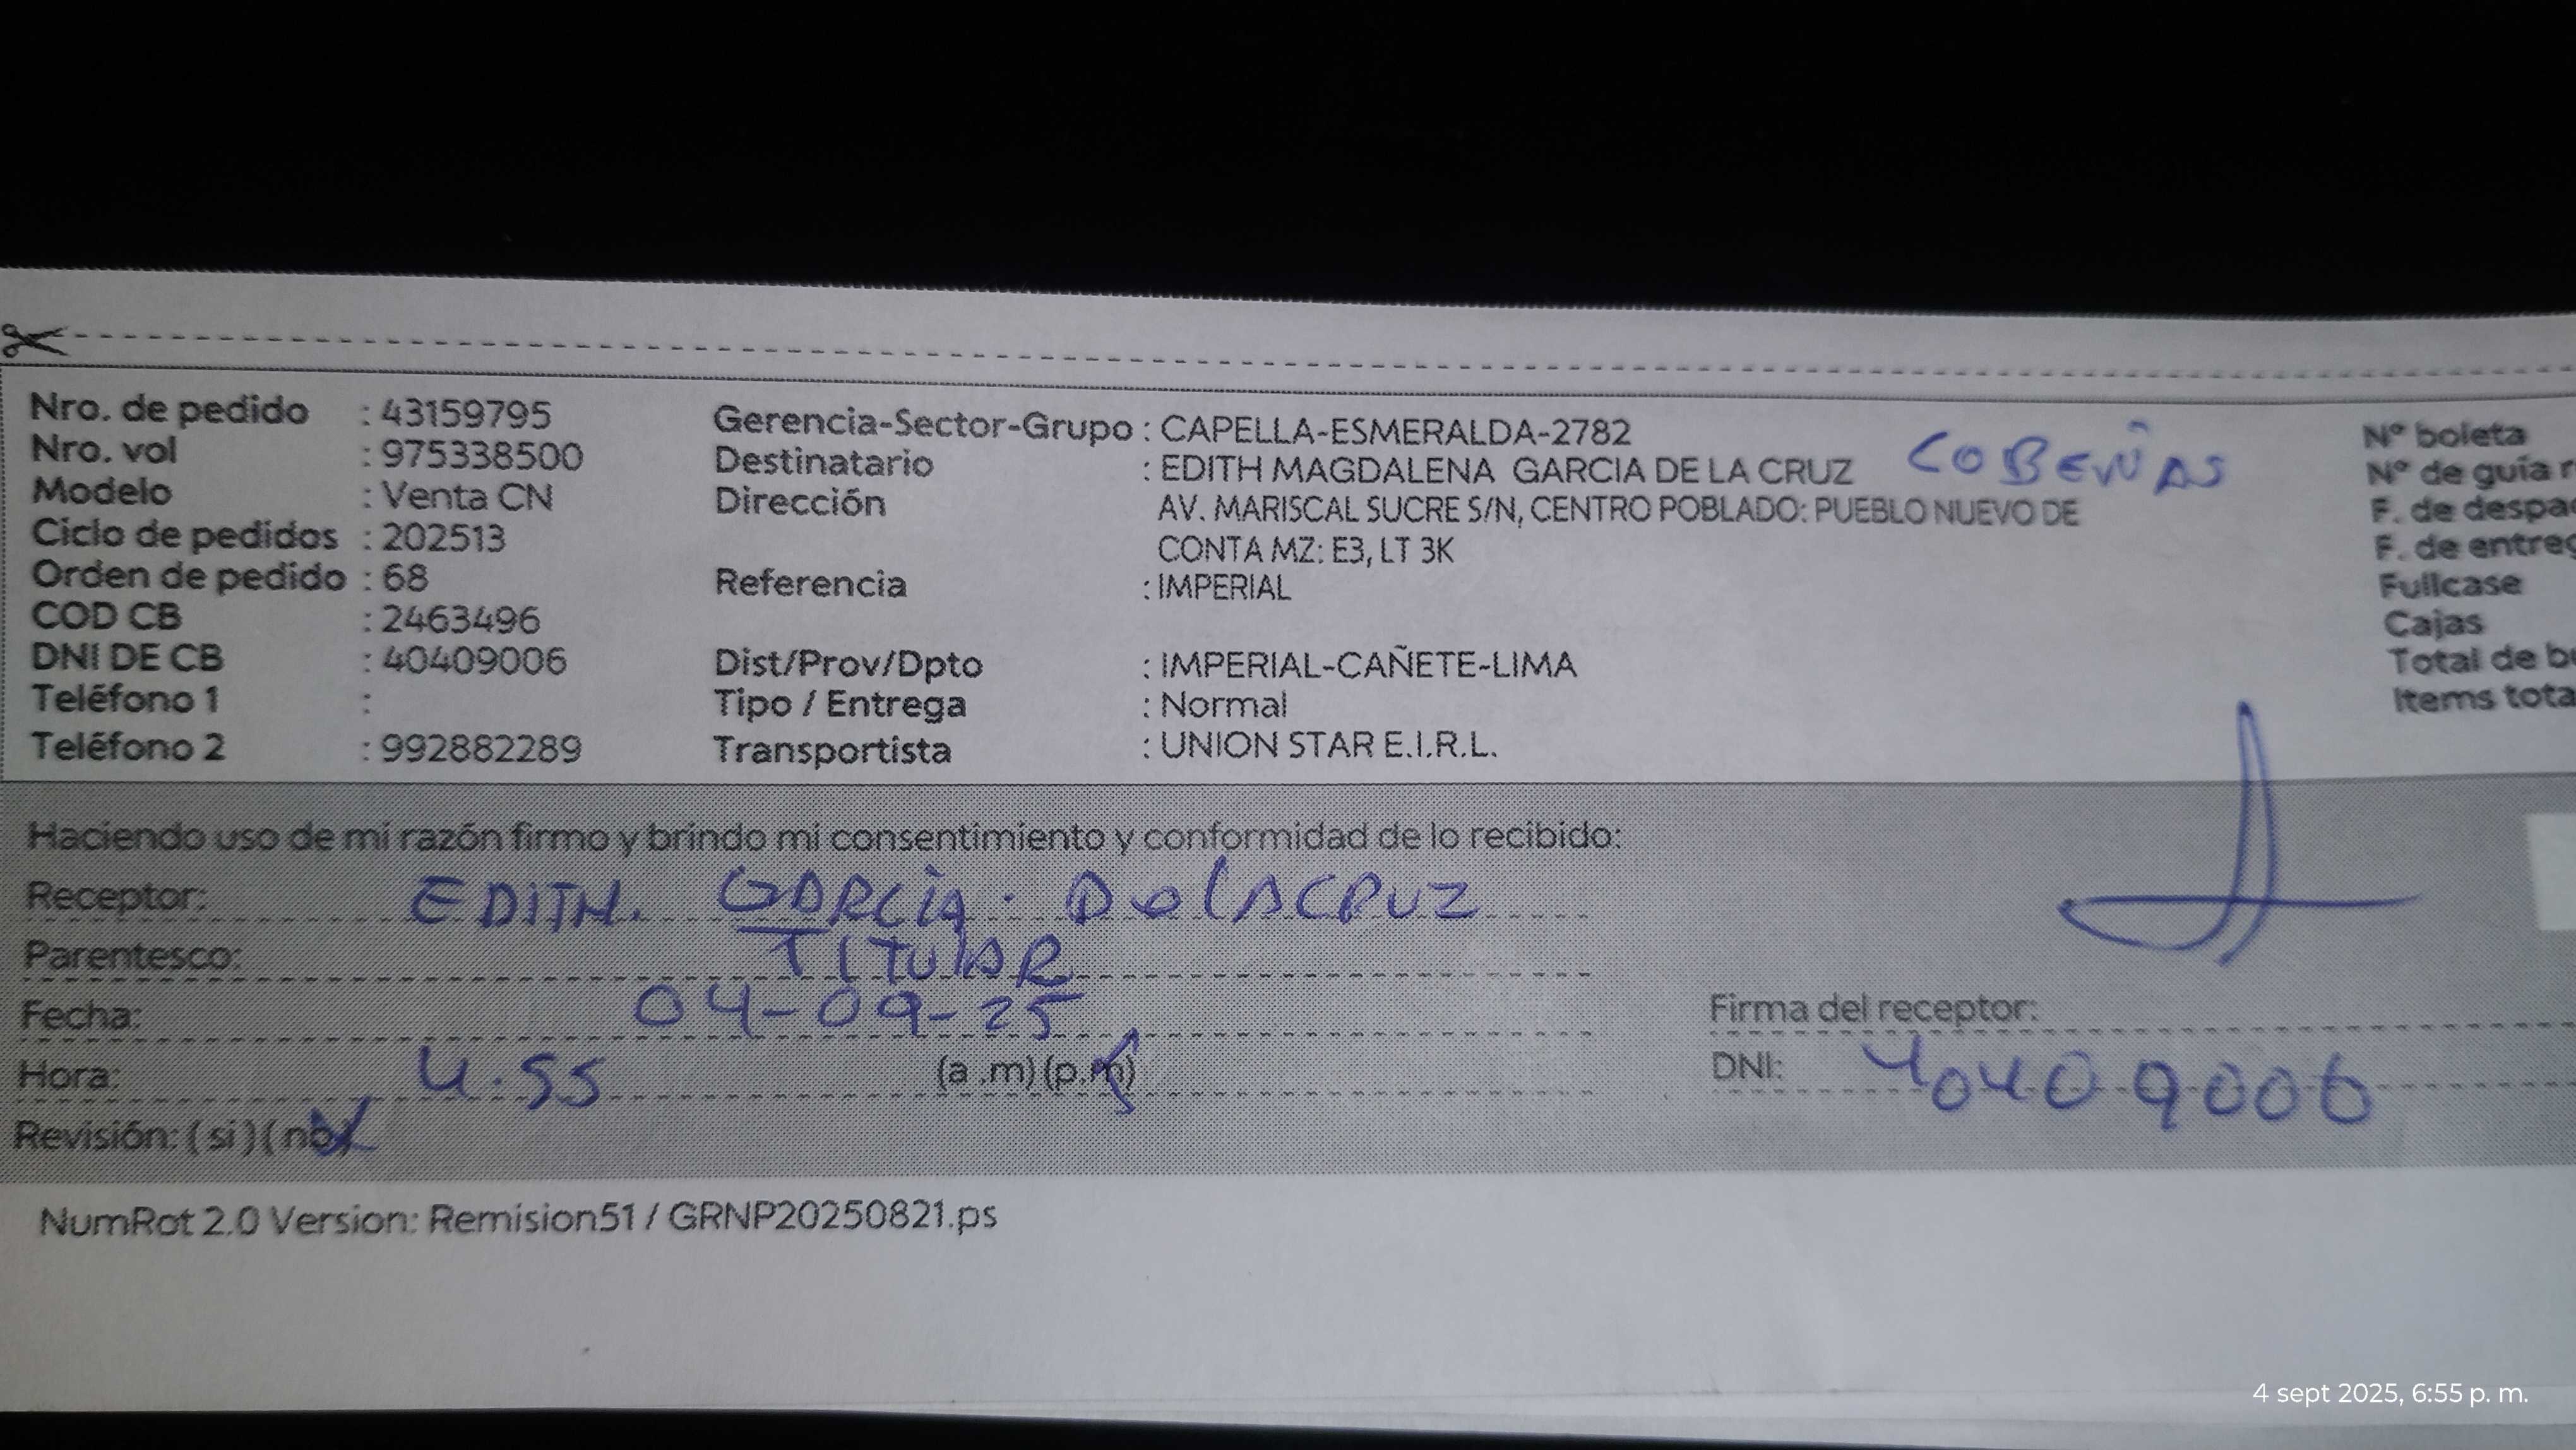 Nro. de pedido : 43159795
Nro. vol : 975338500
Modelo : Venta CN
Ciclo de pedidos : 202513
Orden de pedido : 68
COD CB : 2463496
DNI DE CB : 40409006
Teléfono 1 :
Teléfono 2 : 992882289
Gerencia-Sector-Grupo : CAPELLA-ESMERALDA-2782
Destinatario : EDITH MAGDALENA GARCIA DE LA CRUZ COBEÑAS
Dirección AV. MARISCAL SUCRE S/N, CENTRO POBLADO: PUEBLO NUEVO DE
CONTA MZ: E3, LT 3K
Referencia : IMPERIAL
Dist/Prov/Dpto : IMPERIAL-CAÑETE-LIMA
Tipo / Entrega : Normal
Transportista : UNION STAR E.I.R.L.
N° boleta
N° de guía
F. de
F. de
Fullcase
Cajas
Total de
Items
Haciendo uso de mi razón firmo y brindo mi consentimiento y conformidad de lo recibido:
Receptor: EDITH. GARCIA. DelACRUZ
Parentesco: TITULAR
Fecha: 04-09-25
Hora: 4.55 (a .m) (p.m)
Revisión: ( si ) ( no )
Firma del receptor:
DNI: 40409006
NumRot 2.0 Version: Remision51 / GRNP20250821.ps
4 sept 2025, 6:55 p. m.